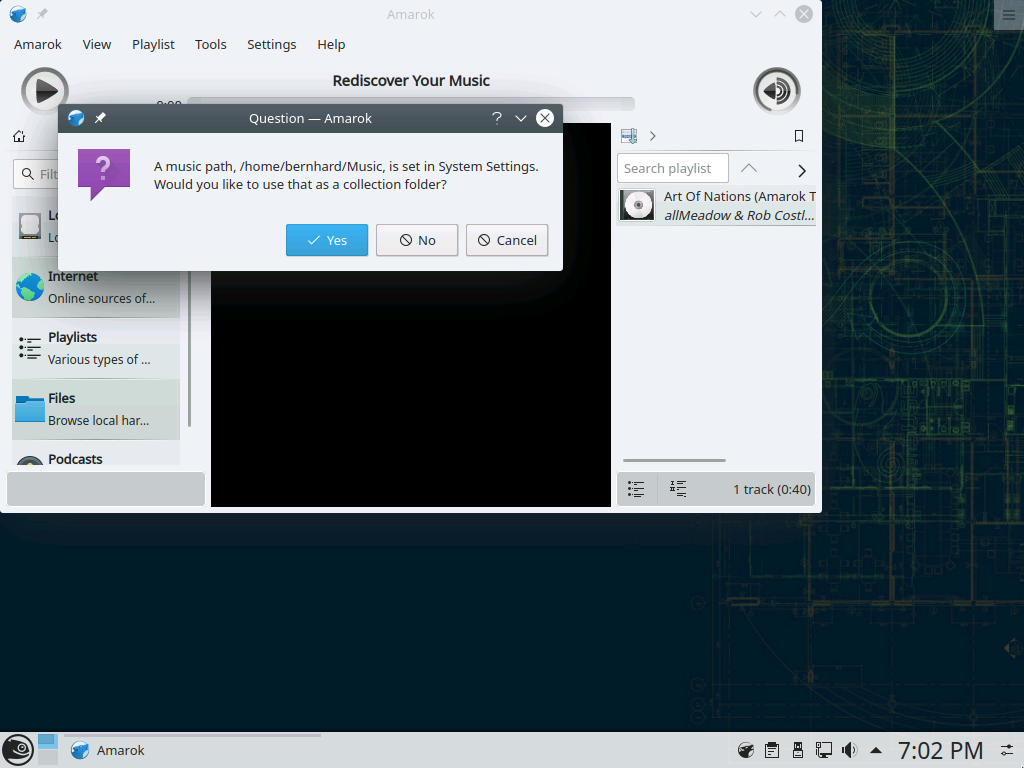 Amarok
Amarok View Playlist Tools Settings Help
Rediscover Your Music
0:00
Question — Amarok
A music path, /home/bernhard/Music, is set in System Settings.
Would you like to use that as a collection folder?
Yes No Cancel
Search playlist
Art Of Nations (Amarok T
allMeadow & Rob Costl...
Internet
Online sources of...
Playlists
Various types of ...
Files
Browse local har...
Podcasts
1 track (0:40)
Amarok
7:02 PM